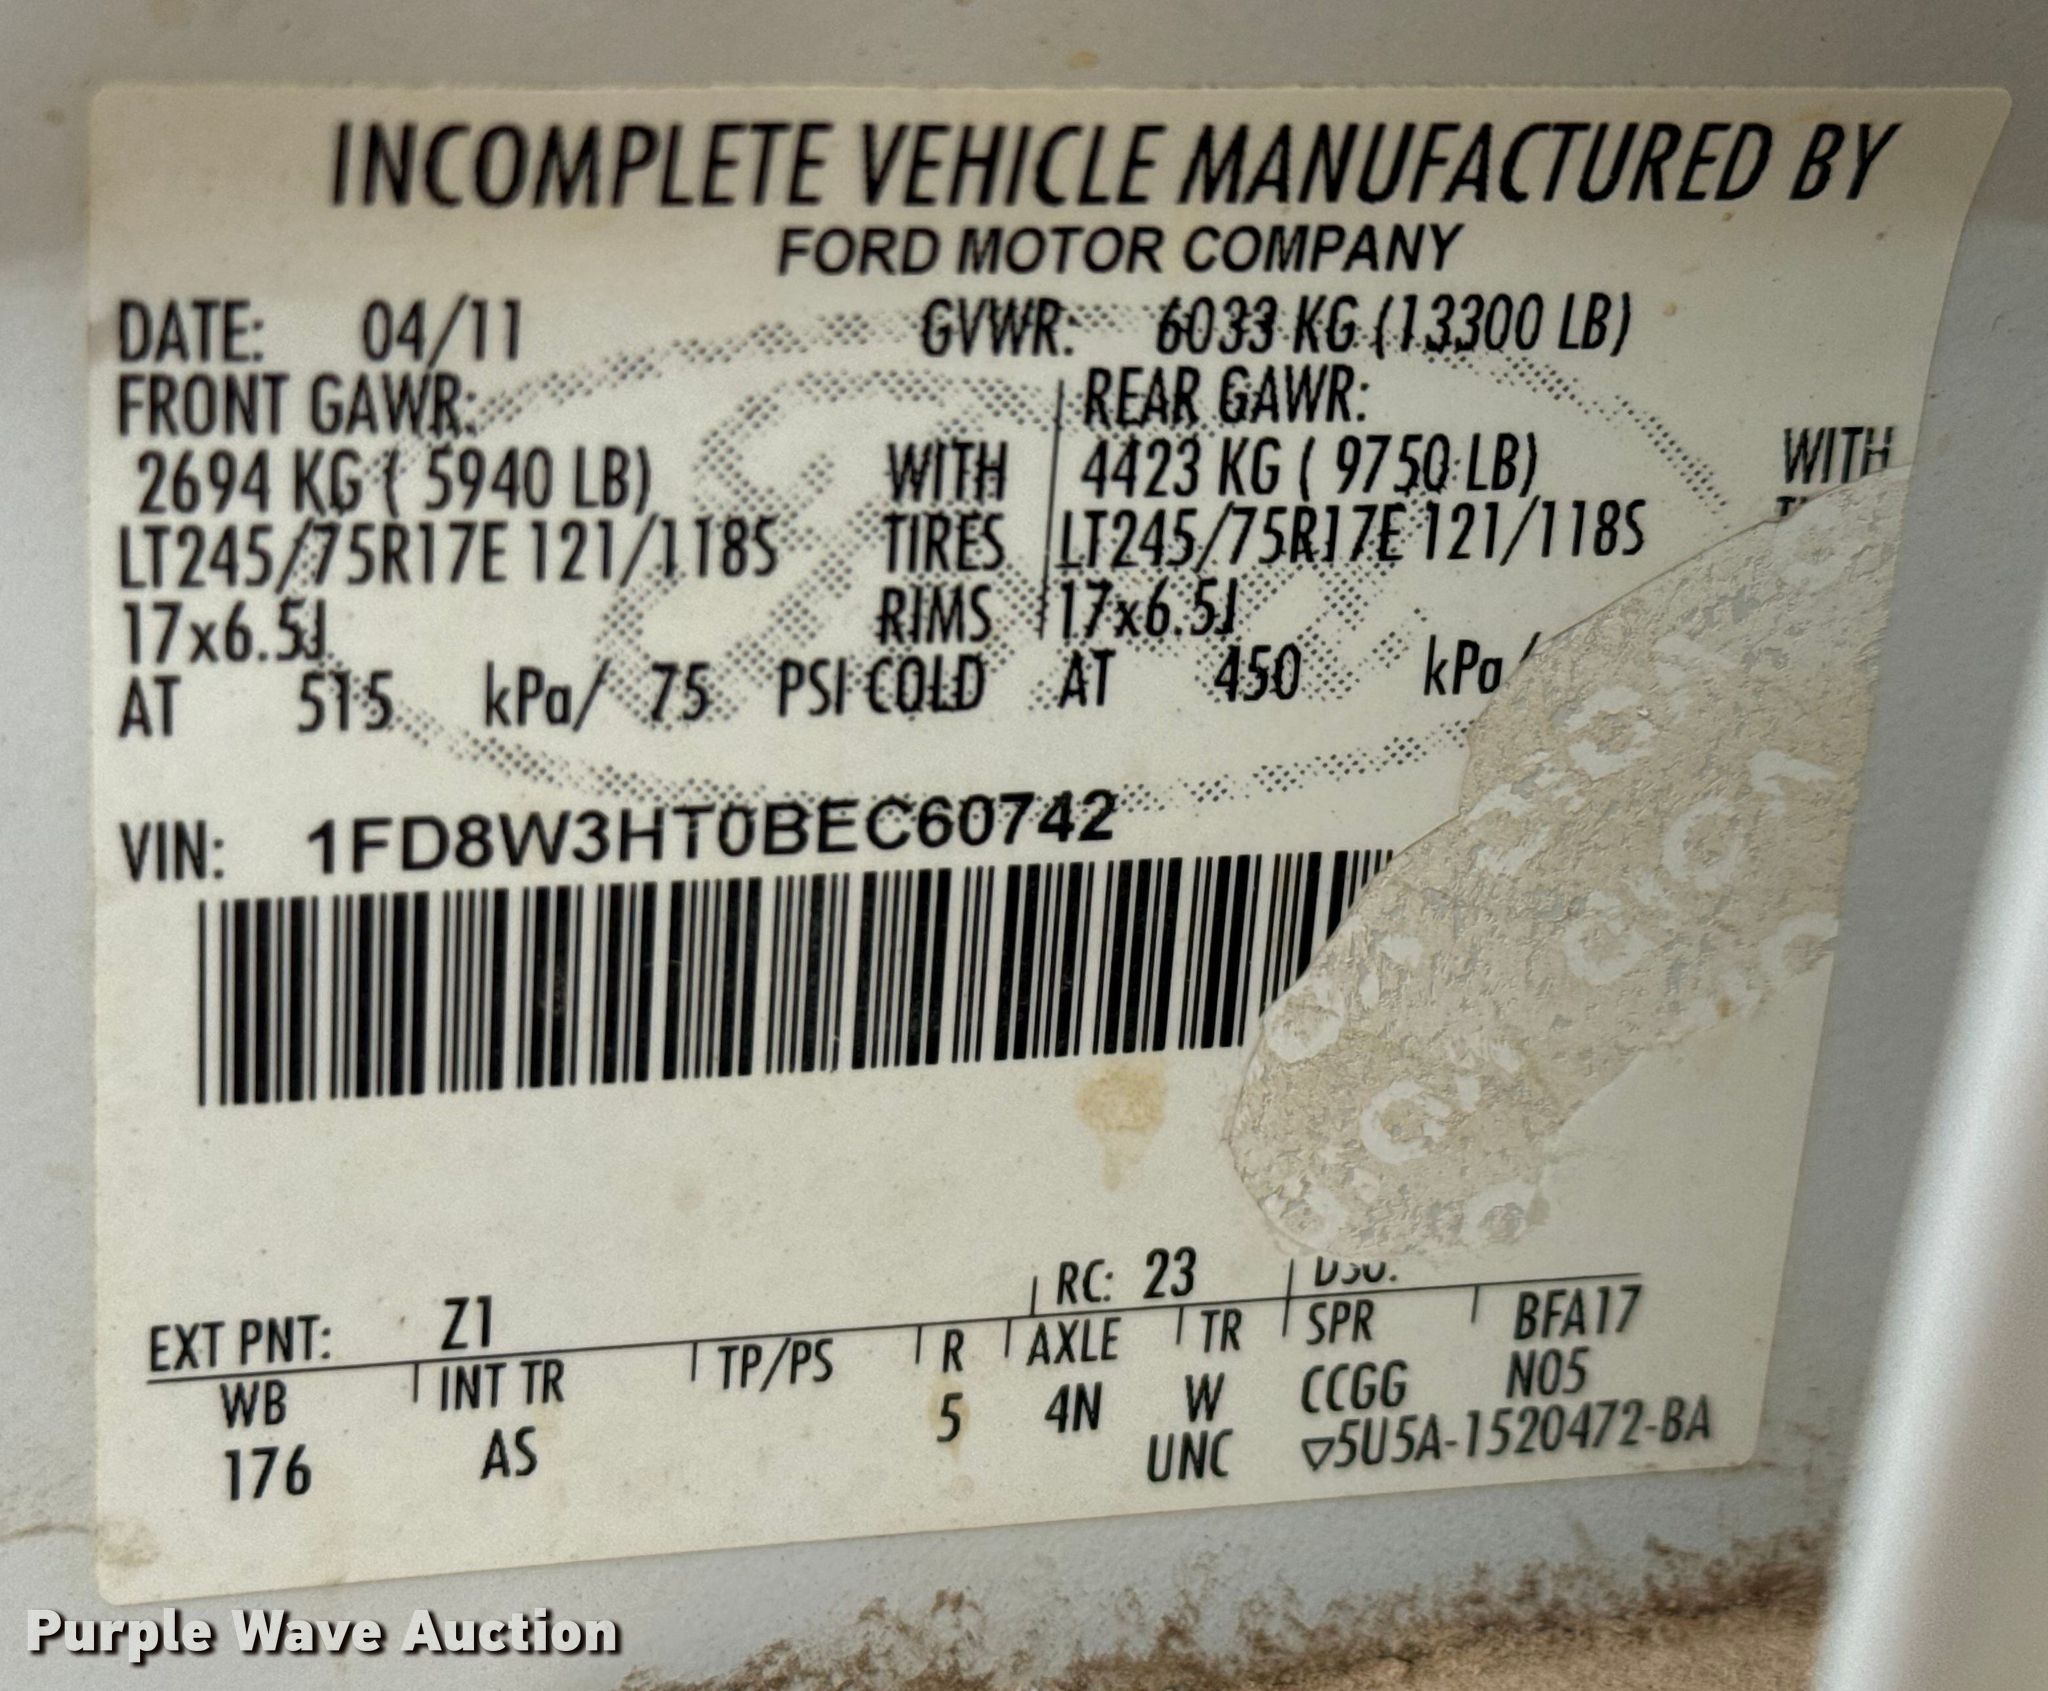 INCOMPLETE VEHICLE MANUFACTURED BY
FORD MOTOR COMPANY
DATE: 04/11 GVWR: 6033 KG (13300 LB)
FRONT GAWR: REAR GAWR:
2694 KG ( 5940 LB) WITH 4423 KG ( 9750 LB) WITH
LT245/75R17E 121/118S TIRES LT245/75R17E 121/118S
17x6.5J RIMS 17x6.5J
AT 515 kPa/ 75 PSI COLD AT 450 kPa/
VIN: 1FD8W3HT0BEC60742
EXT PNT: Z1 RC: 23
WB INT TR TP/PS R AXLE TR SPR BFA17
176 AS 5 4N W CCGG N05
UNC ▽5U5A-1520472-BA
Purple Wave Auction